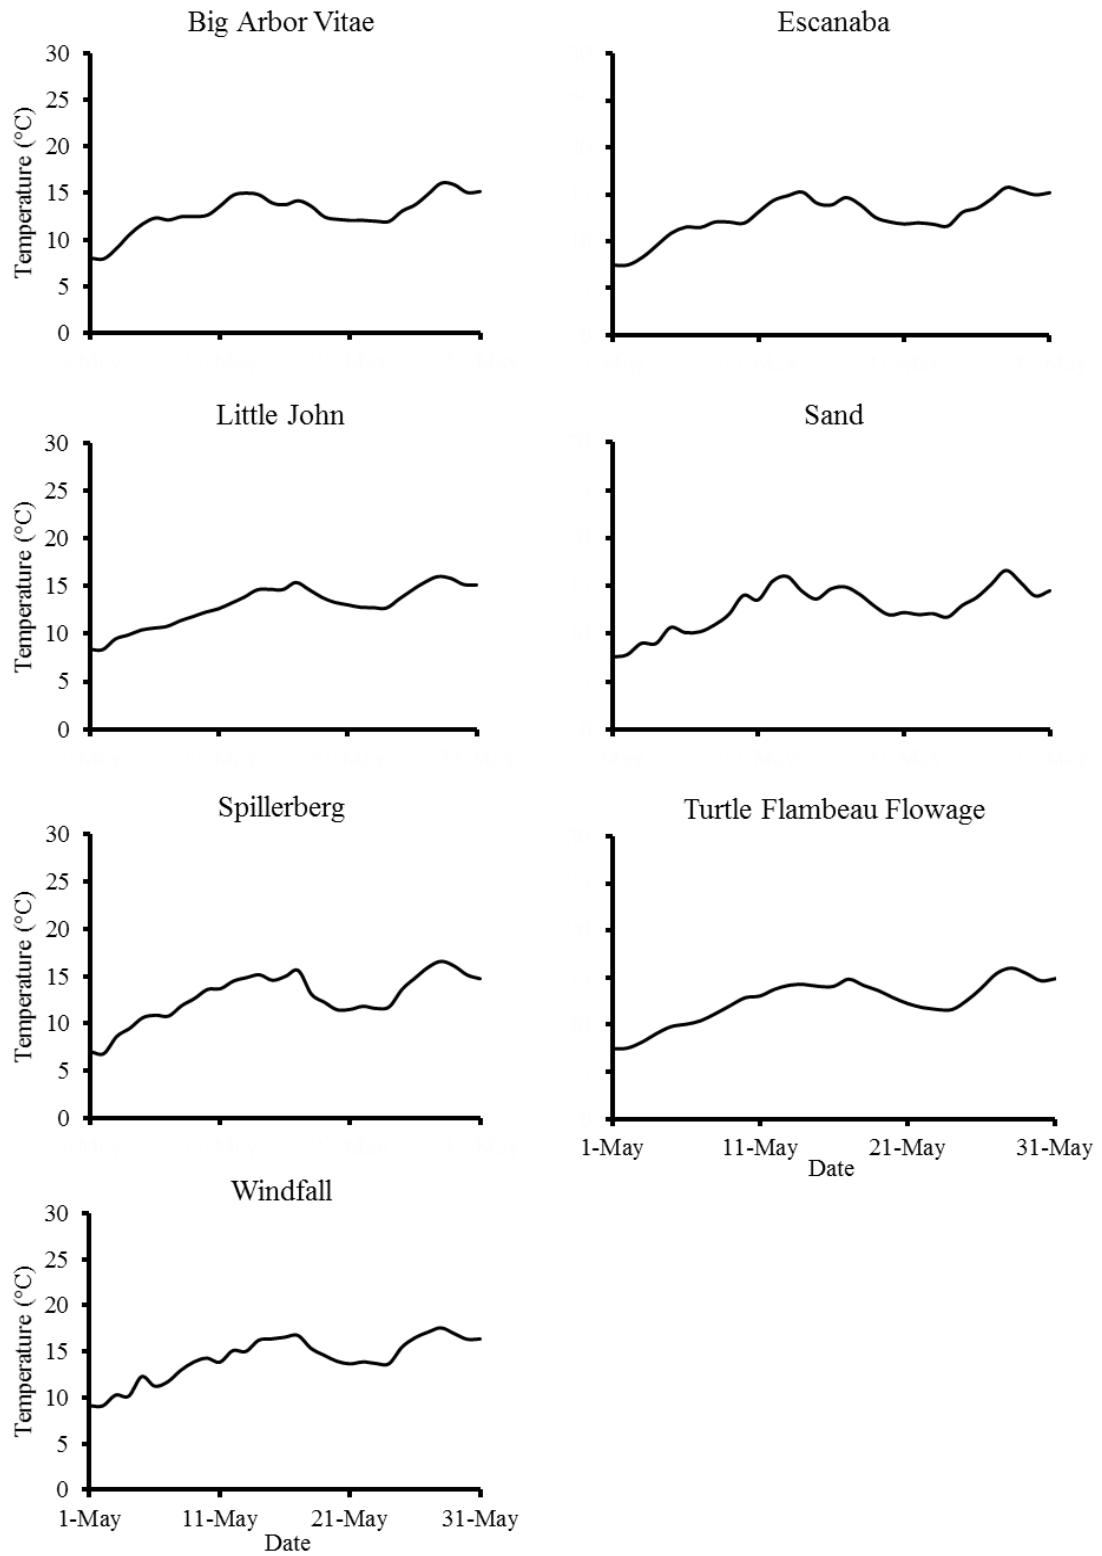 Big Arbor Vitae
30
25
20
15
10
5
0
Temperature (°C)
Escanaba
Little John
30
25
20
15
10
5
0
Temperature (°C)
Sand
Spillerberg
30
25
20
15
10
5
0
Temperature (°C)
Turtle Flambeau Flowage
1-May 11-May 21-May 31-May
Date
Windfall
30
25
20
15
10
5
0
Temperature (°C)
1-May 11-May 21-May 31-May
Date